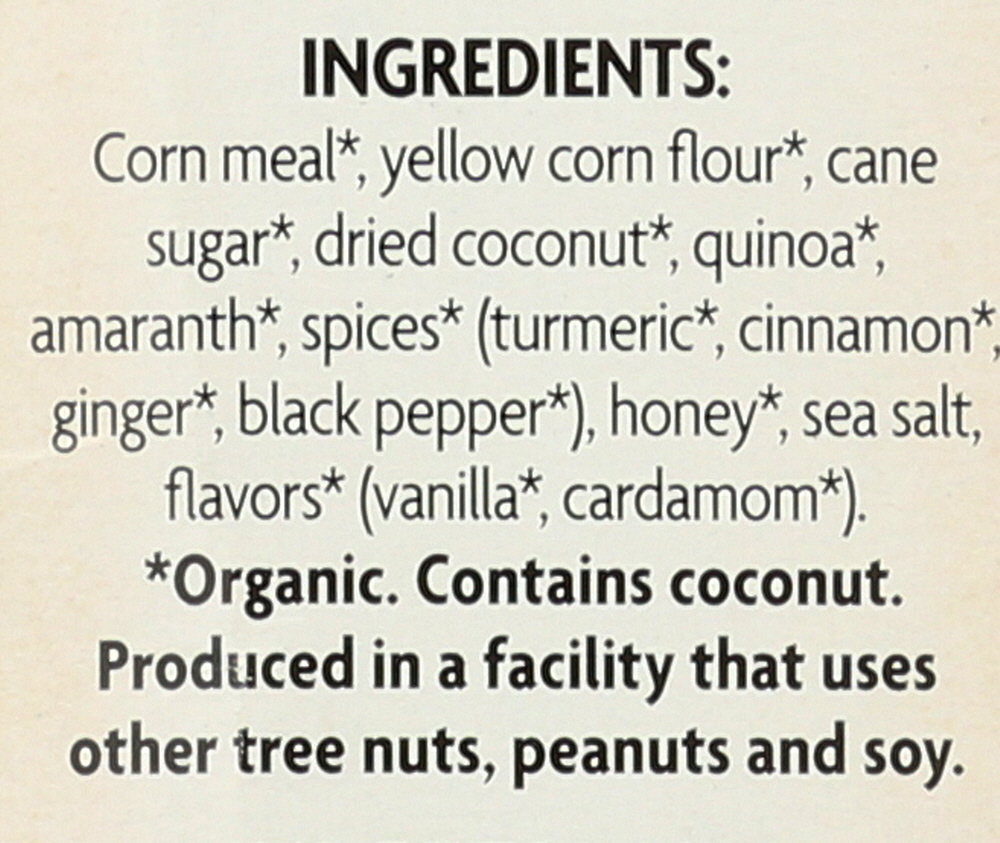 INGREDIENTS:
Corn meal*, yellow corn flour*, cane
sugar*, dried coconut*, quinoa*,
amaranth*, spices* (turmeric*, cinnamon*,
ginger*, black pepper*), honey*, sea salt,
flavors* (vanilla*, cardamom*).
*Organic. Contains coconut.
Produced in a facility that uses
other tree nuts, peanuts and soy.